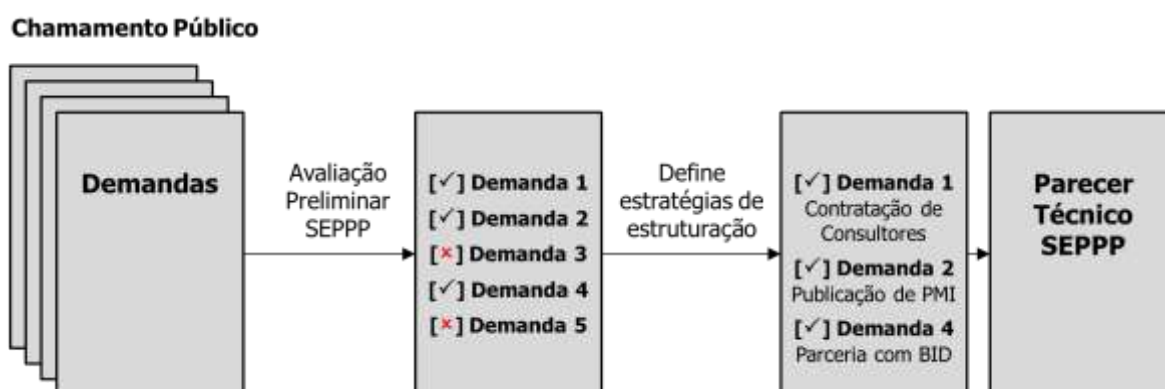 Chamamento Público
Demandas
Avaliação
Preliminar
SEPPP
[✓] Demanda 1
[✓] Demanda 2
[×] Demanda 3
[✓] Demanda 4
[×] Demanda 5
Define
estratégias de
estruturação
[✓] Demanda 1
Contratação de
Consultores
[✓] Demanda 2
Publicação de PMI
[✓] Demanda 4
Parceria com BID
Parecer
Técnico
SEPPP